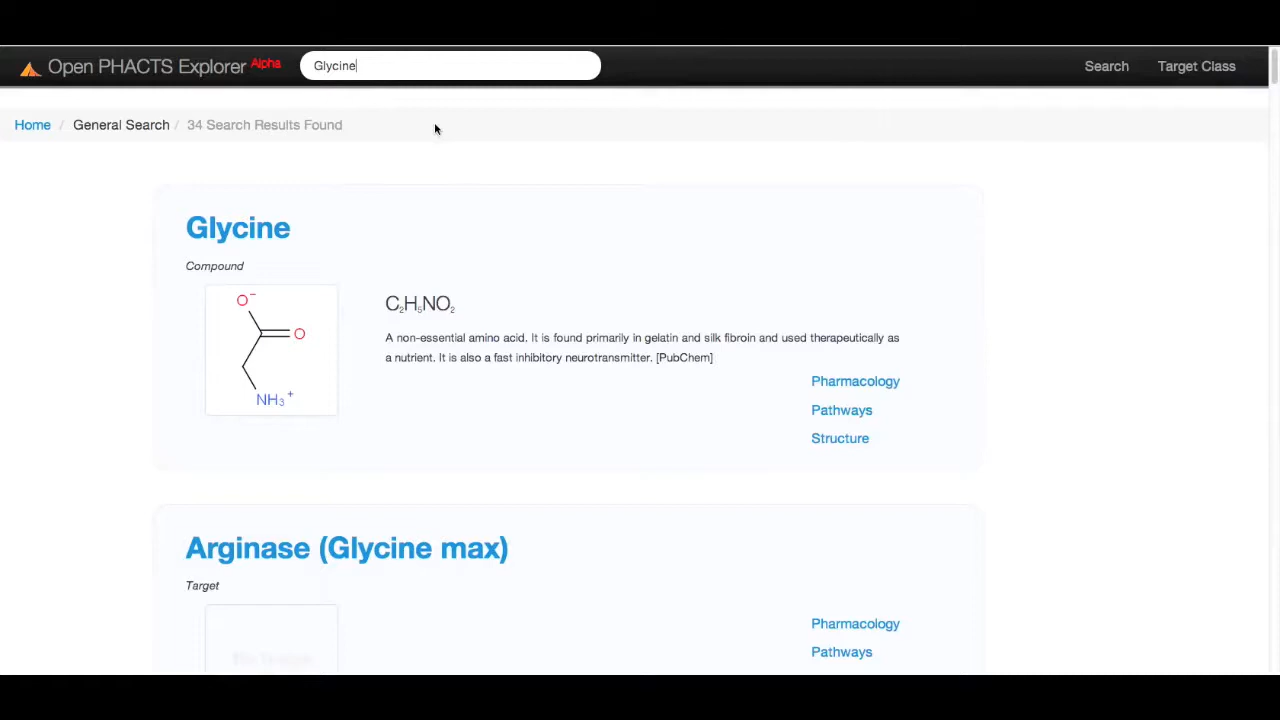 Open PHACTS Explorer Alpha Glycine Search Target Class
Home / General Search / 34 Search Results Found
Glycine
Compound
O⁻
O
NH₃⁺
C₂H₅NO₂
A non-essential amino acid. It is found primarily in gelatin and silk fibroin and used therapeutically as
a nutrient. It is also a fast inhibitory neurotransmitter. [PubChem]
Pharmacology
Pathways
Structure
Arginase (Glycine max)
Target
Pharmacology
Pathways